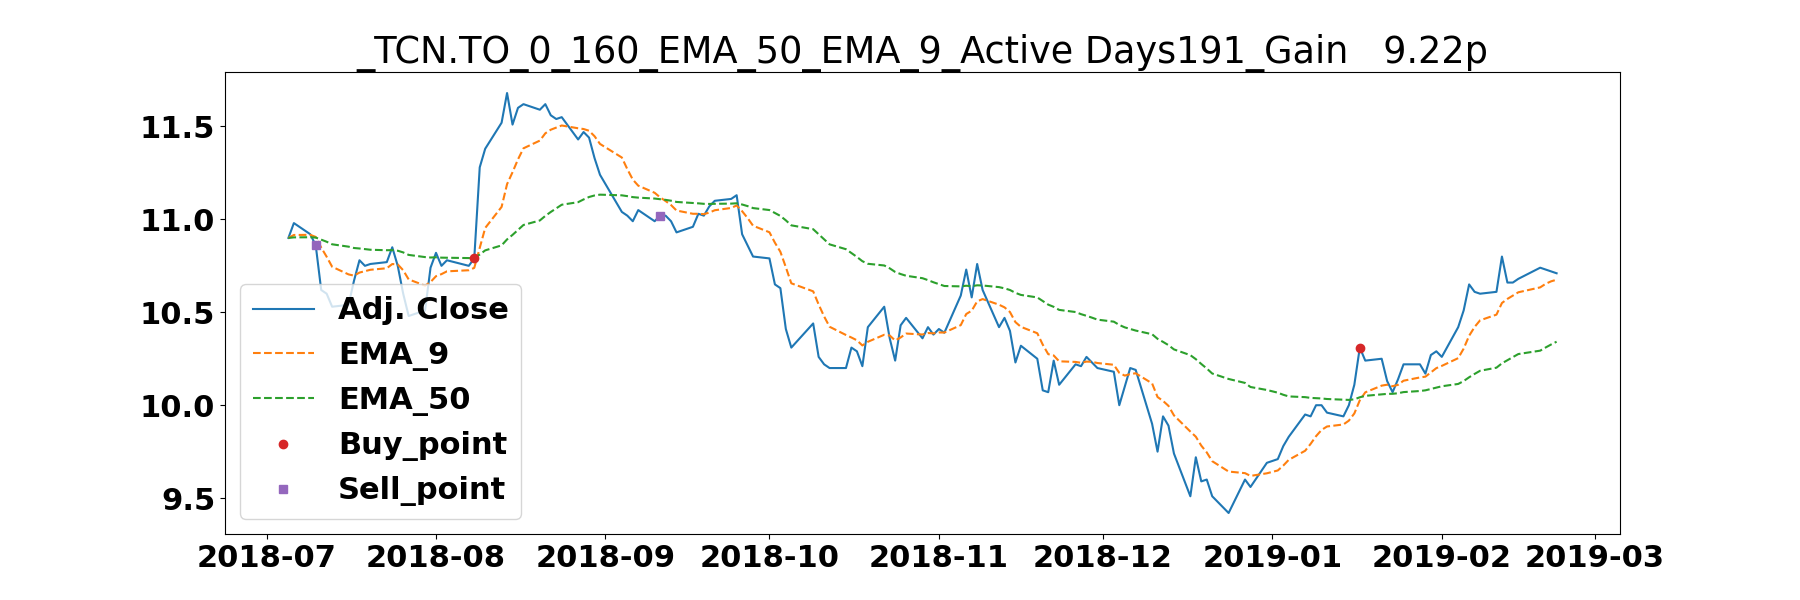 _TCN.TO_0_160_EMA_50_EMA_9_Active Days191_Gain   9.22p
11.5
11.0
10.5
10.0
9.5
Adj. Close
EMA_9
EMA_50
Buy_point
Sell_point
2018-07 2018-08 2018-09 2018-10 2018-11 2018-12 2019-01 2019-02 2019-03